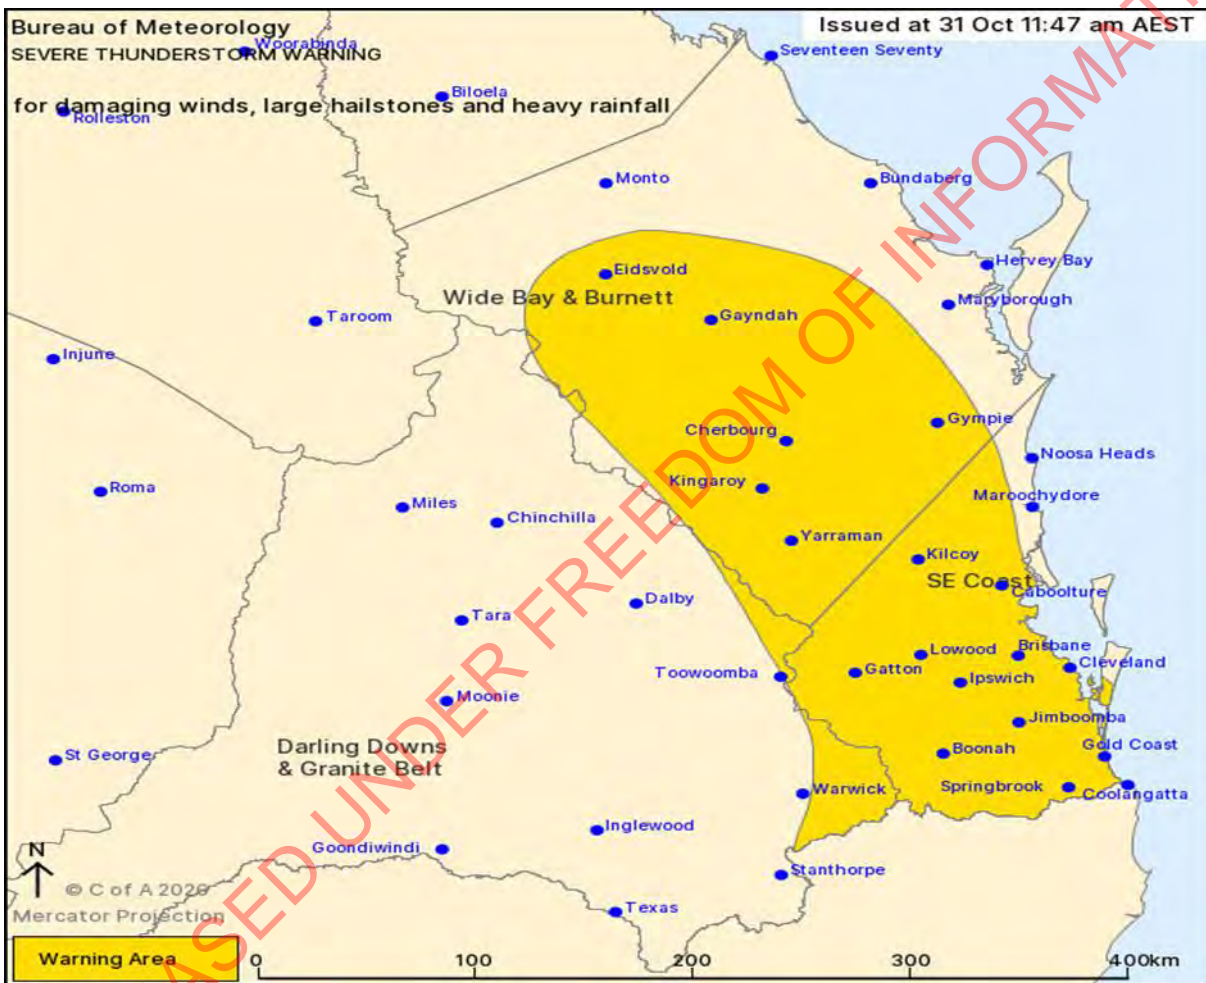 Bureau of Meteorology
Issued at 31 Oct 11:47 am AEST
SEVERE THUNDERSTORM WARNING
for damaging winds, large hailstones and heavy rainfall
Woorabinda
Seventeen Seventy
Biloela
Rolleston
Monto
Bundaberg
Hervey Bay
Eidsvold
Wide Bay & Burnett
Maryborough
Taroom
Gayndah
Injune
Gympie
Cherbourg
Noosa Heads
Kingaroy
Roma
Maroochydore
Miles
Chinchilla
Yarraman
Kilcoy
SE Coast
Caboolture
Dalby
Tara
Brisbane
Lowood
Cleveland
Toowoomba
Gatton
Ipswich
Moonie
Jimboomba
Darling Downs
& Granite Belt
Gold Coast
Boonah
St George
Springbrook
Warwick
Coolangatta
Inglewood
Goondiwindi
N
Stanthorpe
© C of A 2026
Texas
Mercator Projection
Warning Area
0 100 200 300 400km
ASED UNDER FREEDOM OF INFORMATI